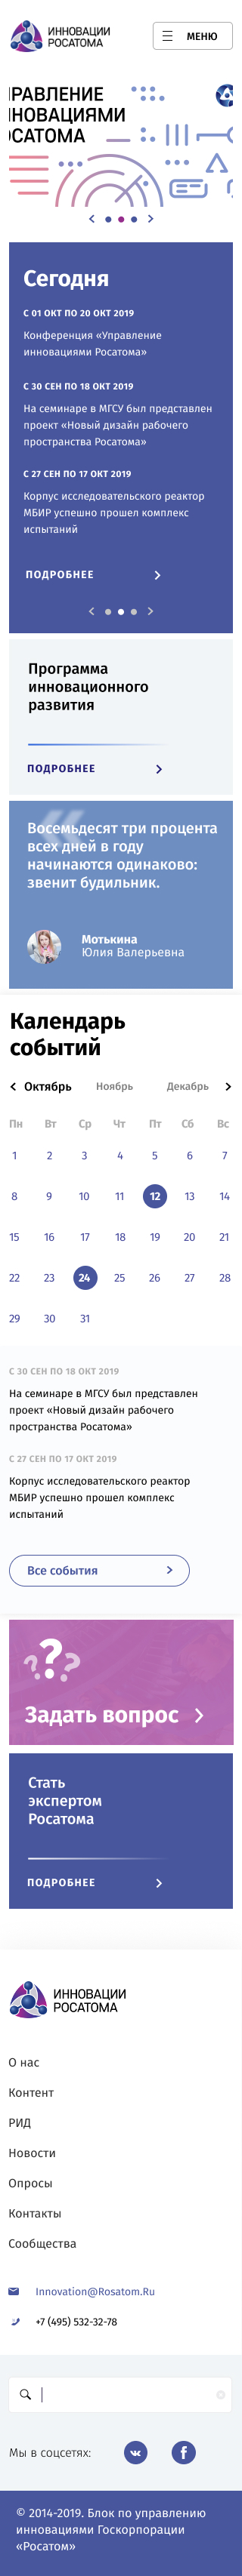 ИННОВАЦИИ
РОСАТОМА
МЕНЮ
ПРАВЛЕНИЕ
ННОВАЦИЯМИ
ОСАТОМА
Сегодня
С 01 ОКТ ПО 20 ОКТ 2019
Конференция «Управление
инновациями Росатома»
С 30 СЕН ПО 18 ОКТ 2019
На семинаре в МГСУ был представлен
проект «Новый дизайн рабочего
пространства Росатома»
С 27 СЕН ПО 17 ОКТ 2019
Корпус исследовательского реактор
МБИР успешно прошел комплекс
испытаний
ПОДРОБНЕЕ
Программа
инновационного
развития
ПОДРОБНЕЕ
Восемьдесят три процента
всех дней в году
начинаются одинаково:
звенит будильник.
Мотькина
Юлия Валерьевна
Календарь
событий
Октябрь Ноябрь Декабрь
Пн Вт Ср Чт Пт Сб Вс
1 2 3 4 5 6 7
8 9 10 11 12 13 14
15 16 17 18 19 20 21
22 23 24 25 26 27 28
29 30 31
С 30 СЕН ПО 18 ОКТ 2019
На семинаре в МГСУ был представлен
проект «Новый дизайн рабочего
пространства Росатома»
С 27 СЕН ПО 17 ОКТ 2019
Корпус исследовательского реактор
МБИР успешно прошел комплекс
испытаний
Все события
???
Задать вопрос
Стать
экспертом
Росатома
ПОДРОБНЕЕ
ИННОВАЦИИ
РОСАТОМА
О нас
Контент
РИД
Новости
Опросы
Контакты
Сообщества
Innovation@Rosatom.Ru
+7 (495) 532-32-78
Мы в соцсетях:
© 2014-2019. Блок по управлению
инновациями Госкорпорации
«Росатом»